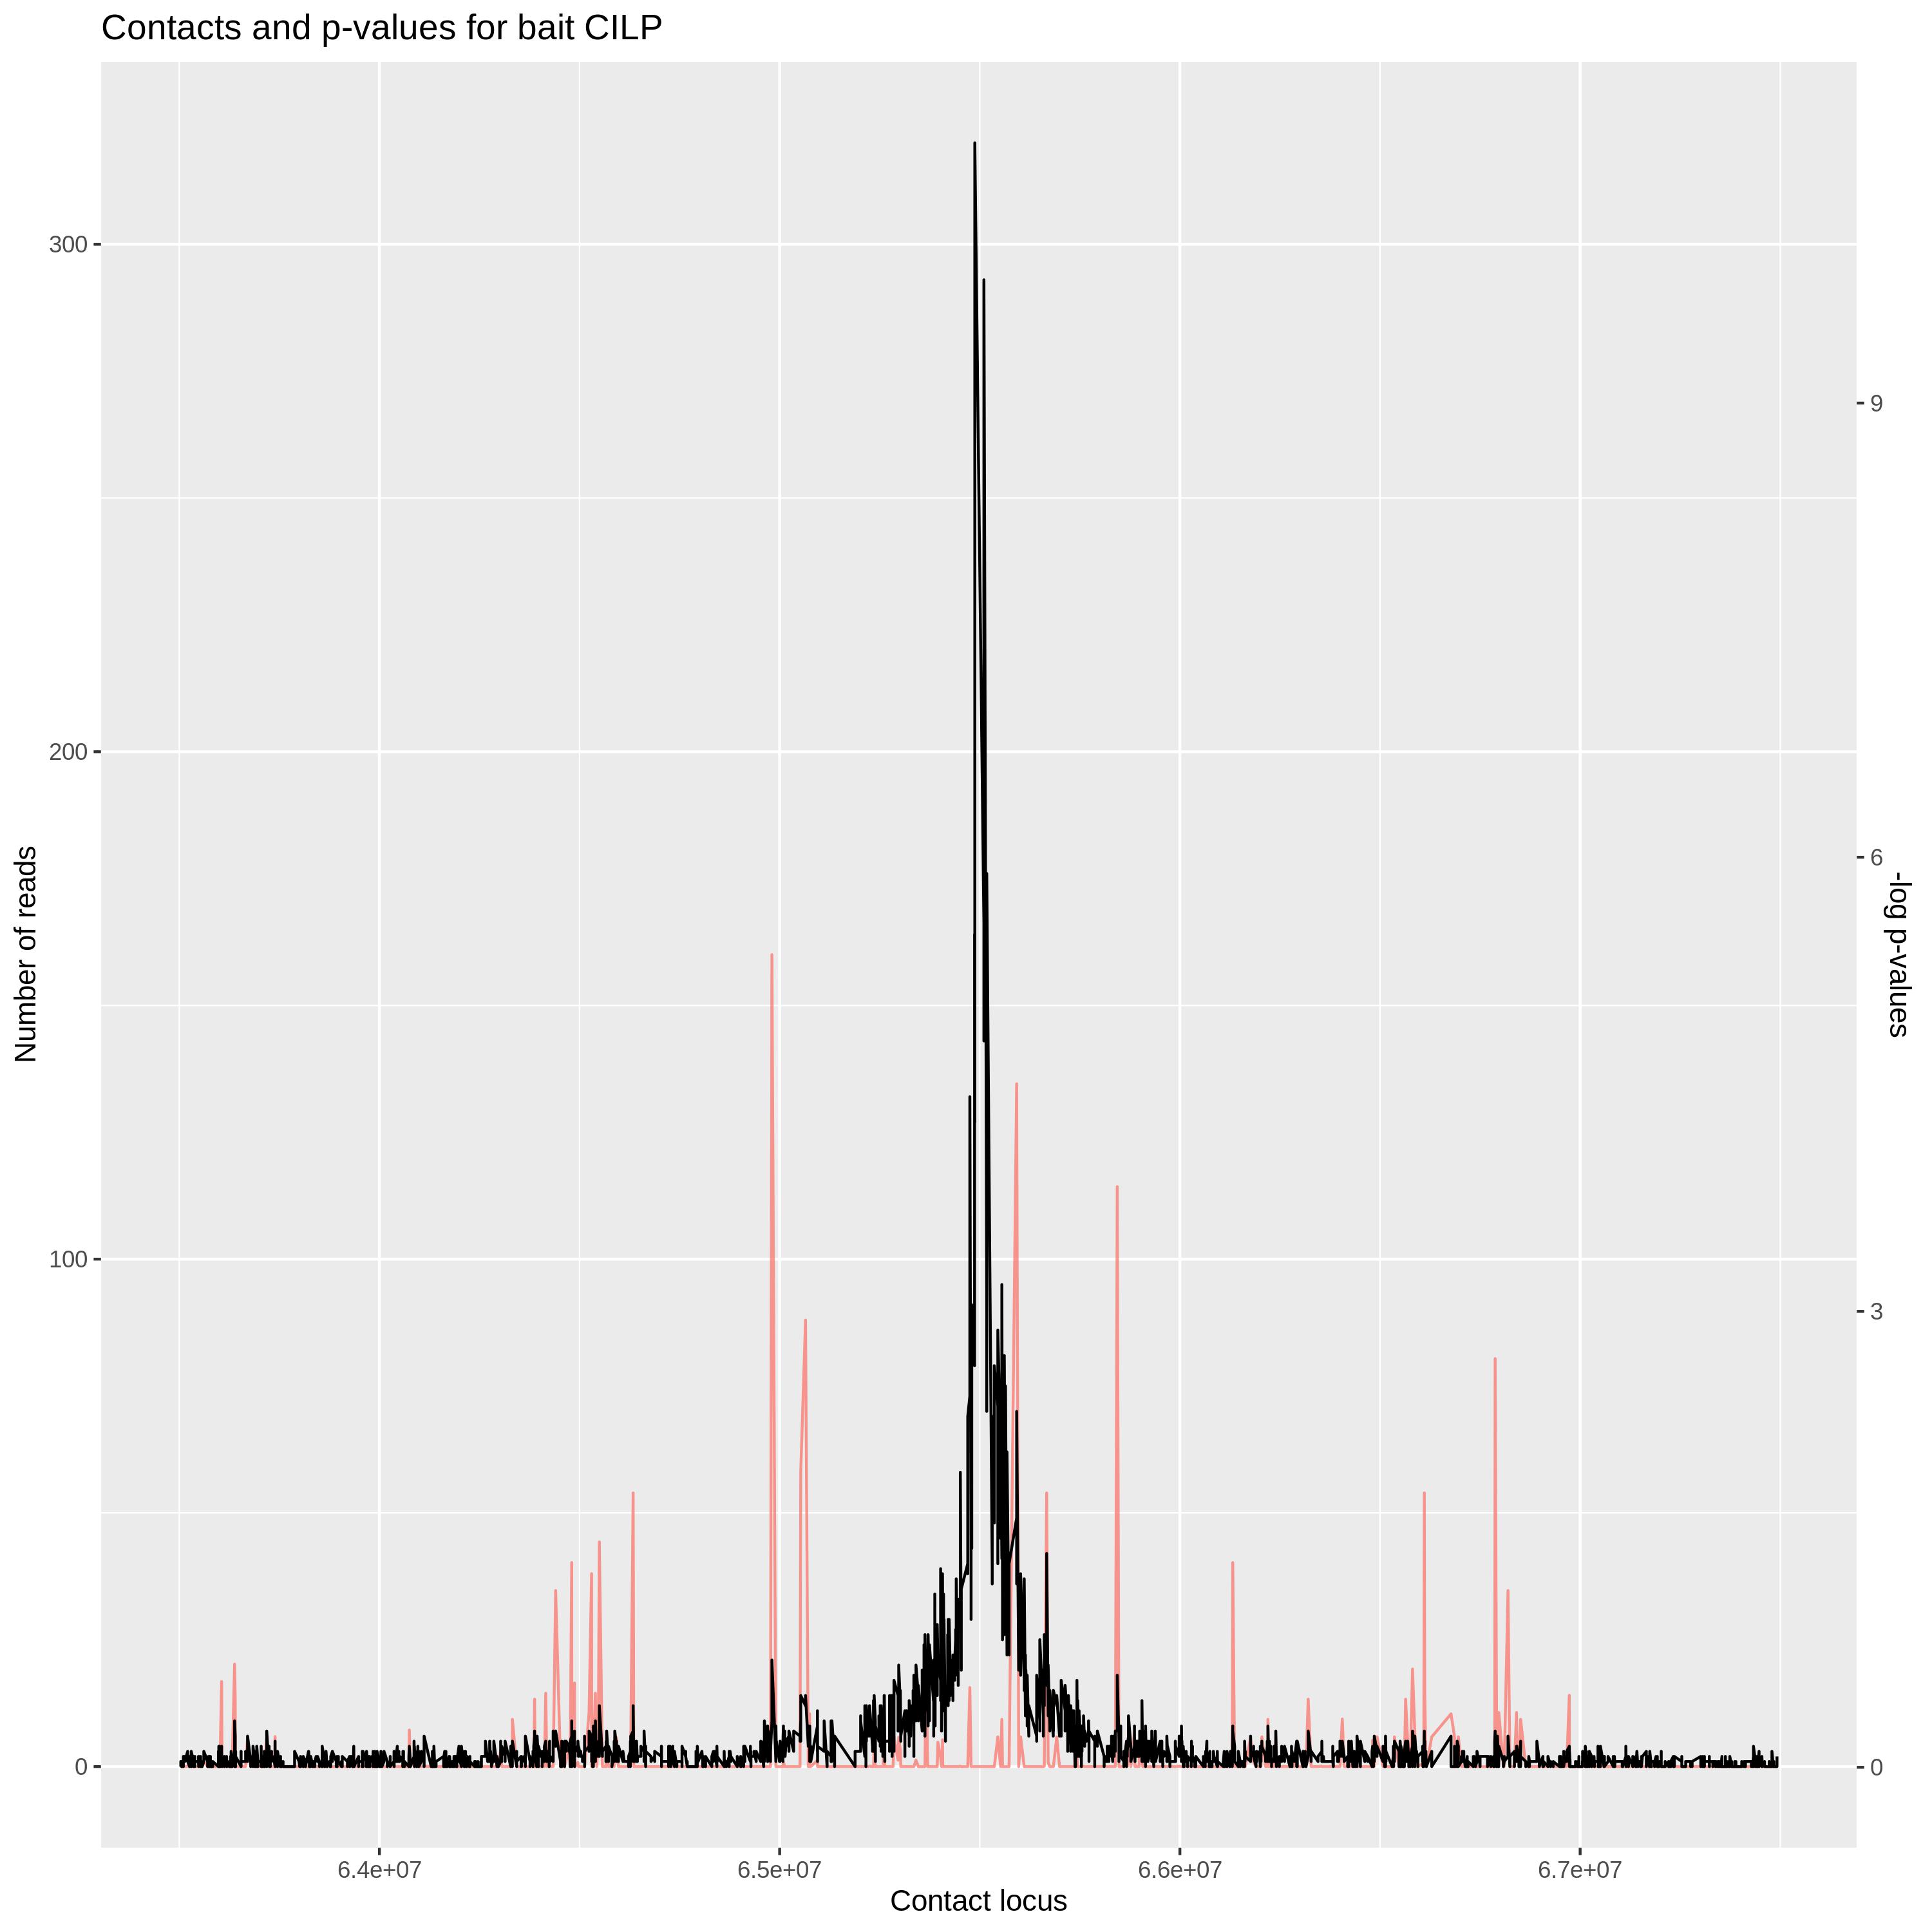 Contacts and p-values for bait CILP
300
200
100
0
Number of reads
9
6
3
0
-log p-values
6.4e+07
6.5e+07
6.6e+07
6.7e+07
Contact locus